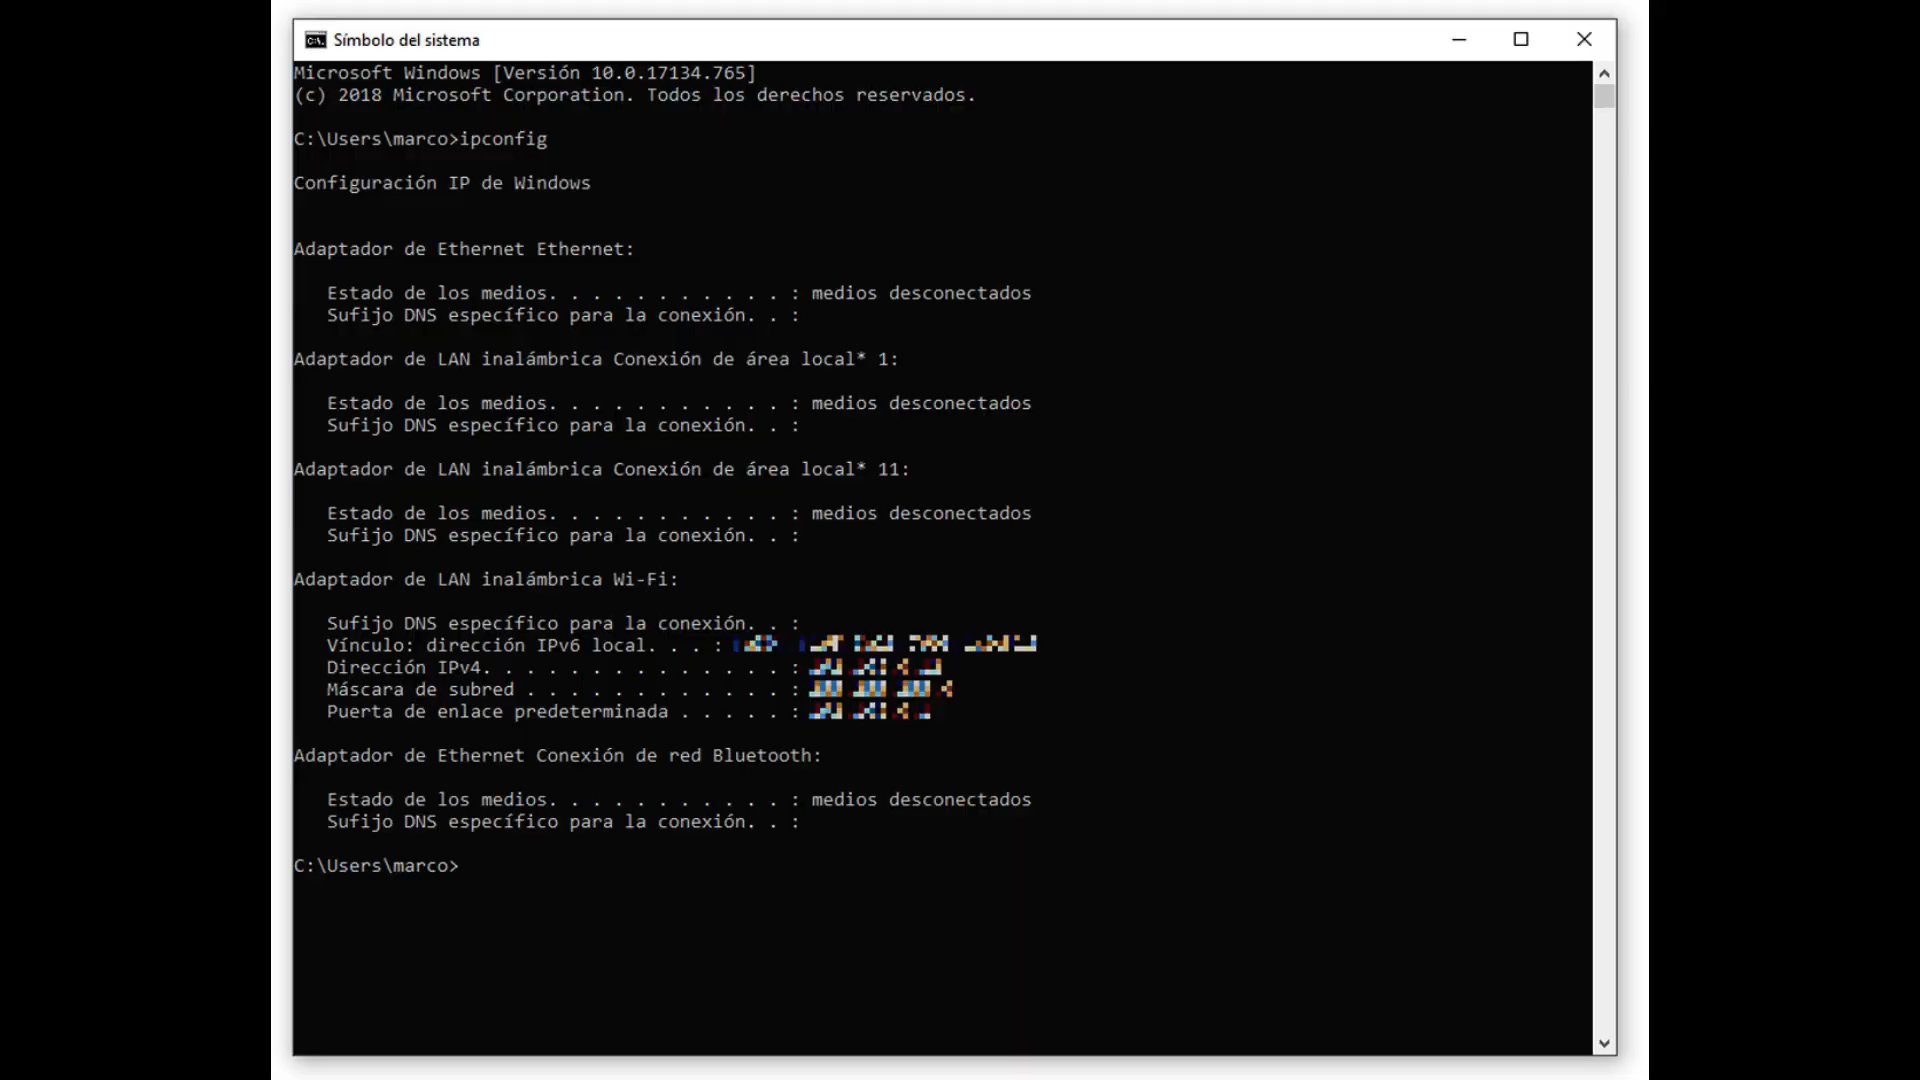 Símbolo del sistema
Microsoft Windows [Versión 10.0.17134.765]
(c) 2018 Microsoft Corporation. Todos los derechos reservados.
C:\Users\marco>ipconfig
Configuración IP de Windows
Adaptador de Ethernet Ethernet:
Estado de los medios. . . . . . . . . . . : medios desconectados
Sufijo DNS específico para la conexión. . :
Adaptador de LAN inalámbrica Conexión de área local* 1:
Estado de los medios. . . . . . . . . . . : medios desconectados
Sufijo DNS específico para la conexión. . :
Adaptador de LAN inalámbrica Conexión de área local* 11:
Estado de los medios. . . . . . . . . . . : medios desconectados
Sufijo DNS específico para la conexión. . :
Adaptador de LAN inalámbrica Wi-Fi:
Sufijo DNS específico para la conexión. . :
Vínculo: dirección IPv6 local. . . :
Dirección IPv4. . . . . . . . . . . . . . :
Máscara de subred . . . . . . . . . . . . :
Puerta de enlace predeterminada . . . . . :
Adaptador de Ethernet Conexión de red Bluetooth:
Estado de los medios. . . . . . . . . . . : medios desconectados
Sufijo DNS específico para la conexión. . :
C:\Users\marco>